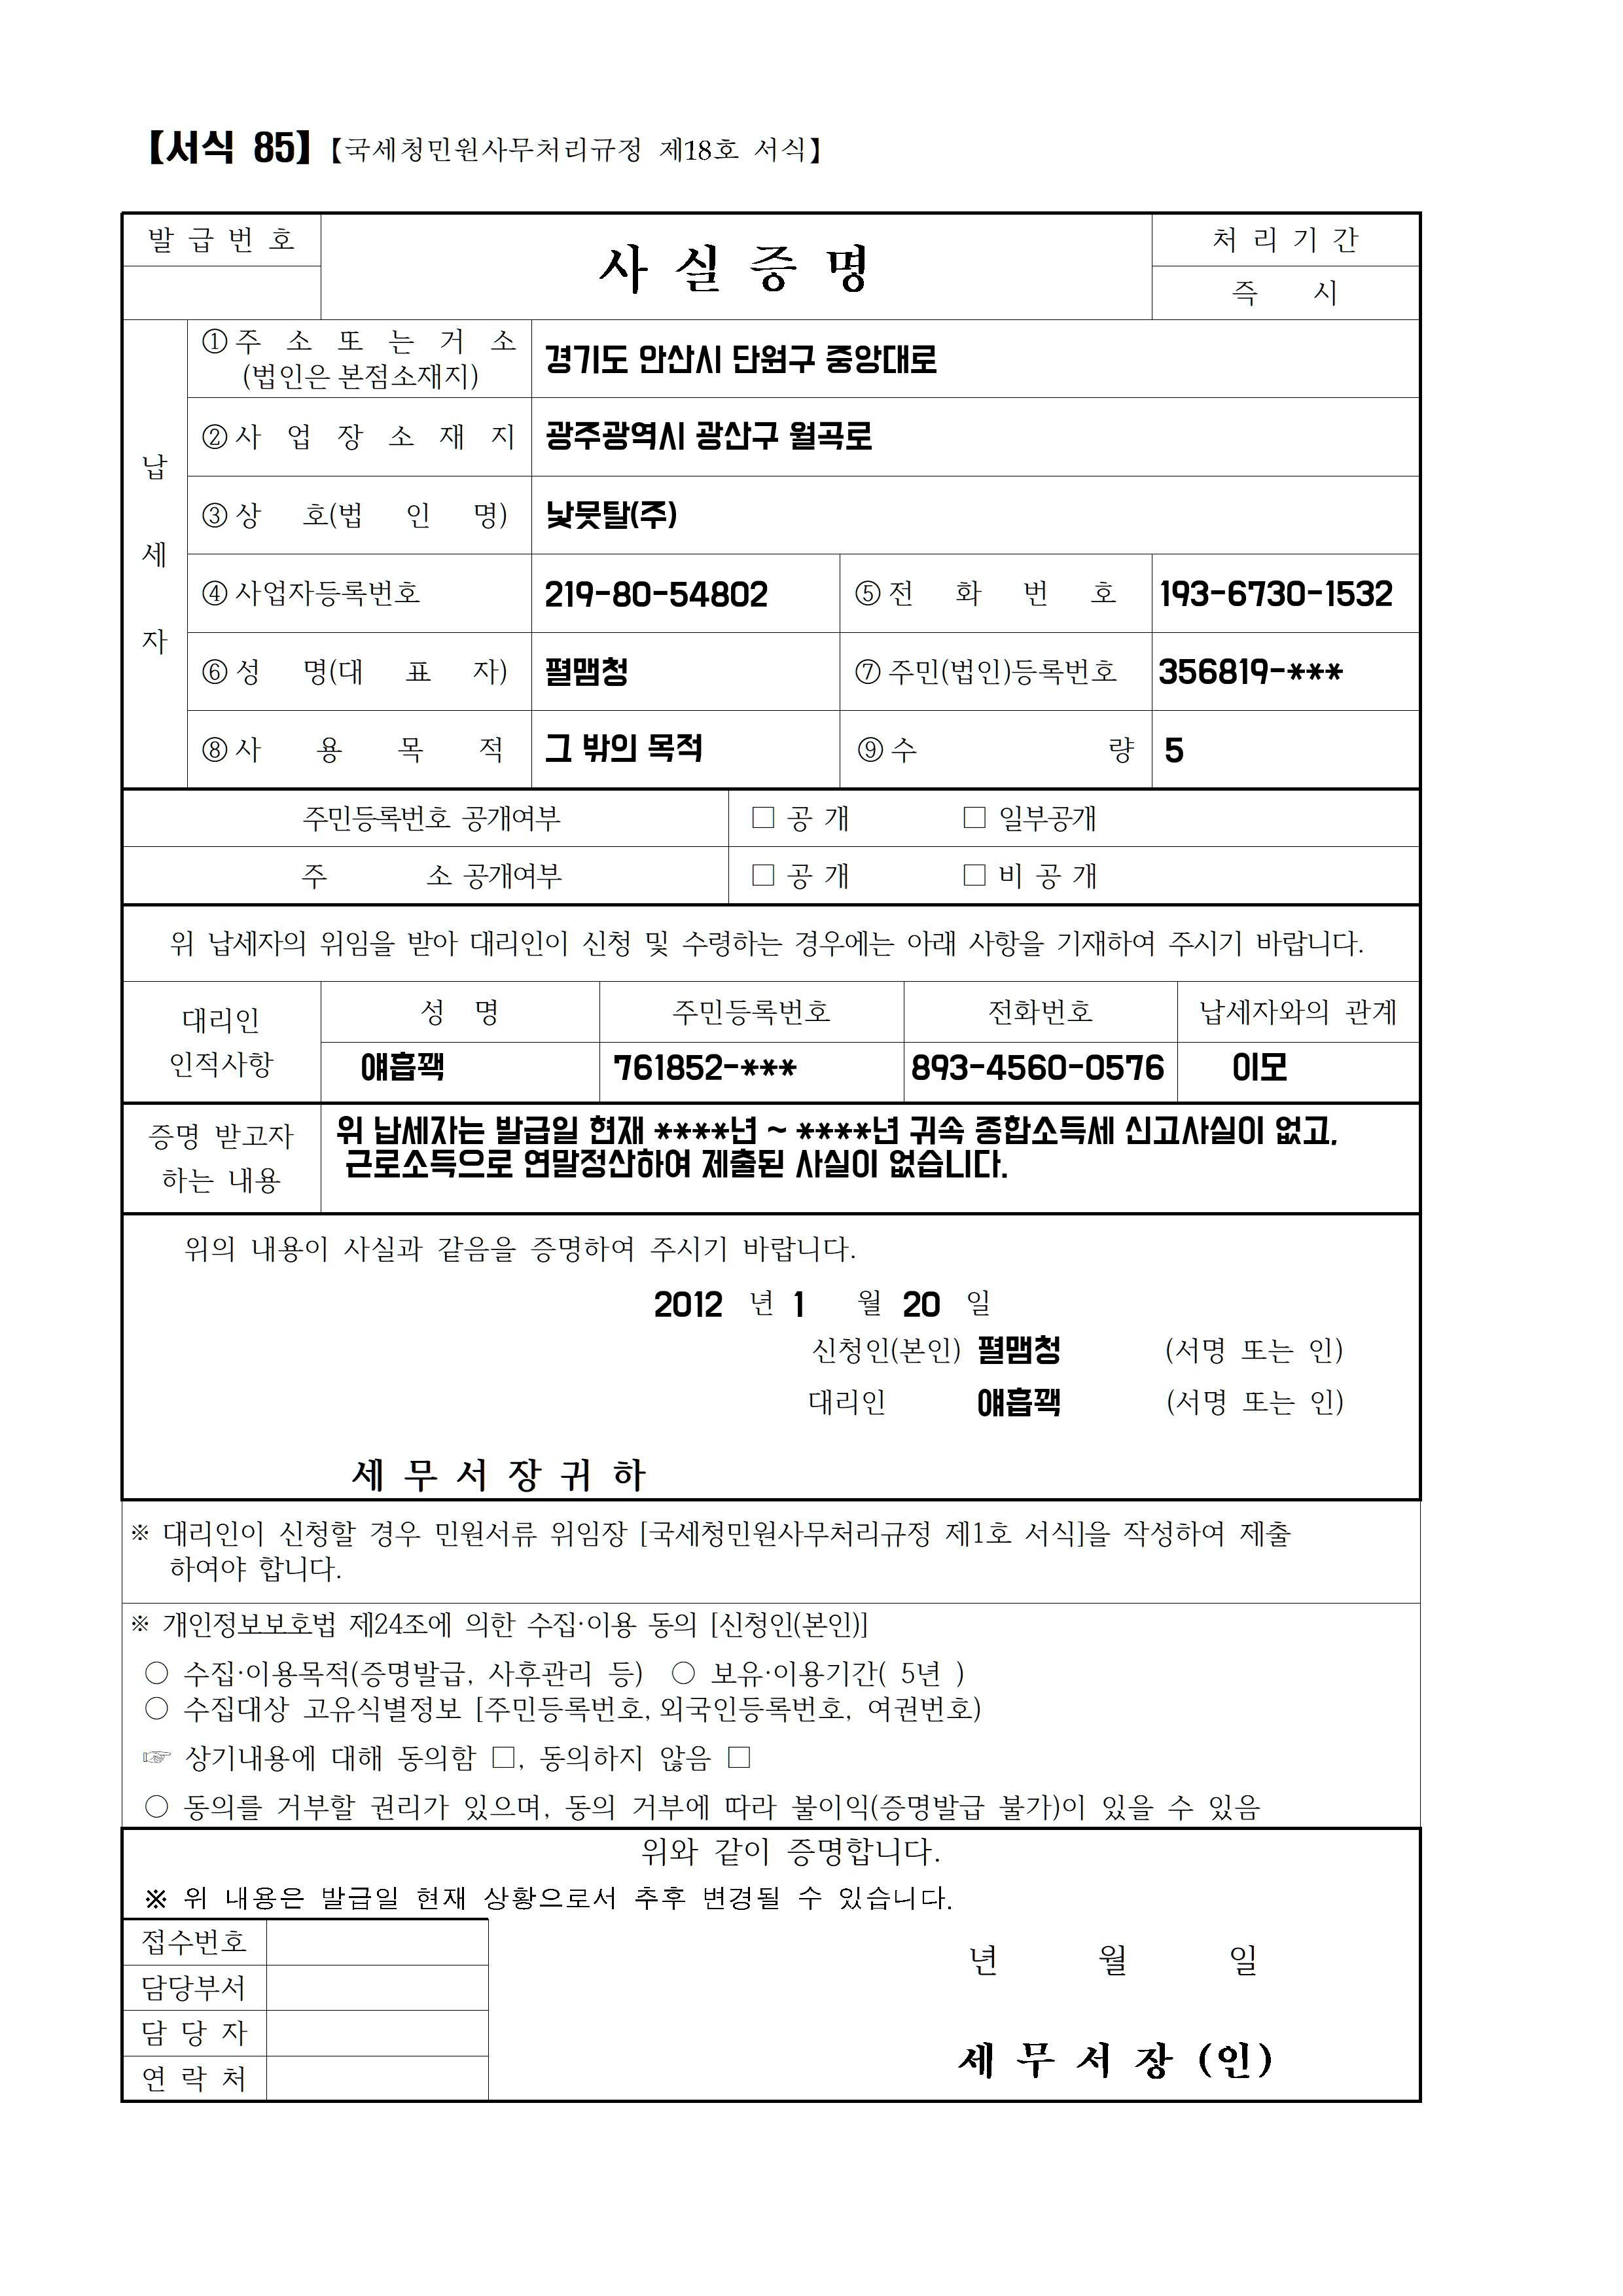 【서식 85】【국세청민원사무처리규정 제18호 서식】
발 급 번 호
사 실 증 명
처 리 기 간
즉 시
납 세 자
① 주 소 또 는 거 소
(법인은 본점소재지)
경기도 안산시 단원구 중앙대로
② 사 업 장 소 재 지
광주광역시 광산구 월곡로
③ 상 호(법 인 명)
낯뭇탈(주)
④ 사업자등록번호 219-80-54802 ⑤ 전 화 번 호 193-6730-1532
⑥ 성 명(대 표 자) 펼맴청 ⑦ 주민(법인)등록번호 356819-***
⑧ 사 용 목 적 그 밖의 목적 ⑨ 수 량 5
주민등록번호 공개여부 □ 공 개 □ 일부공개
주 소 공개여부 □ 공 개 □ 비 공 개
위 납세자의 위임을 받아 대리인이 신청 및 수령하는 경우에는 아래 사항을 기재하여 주시기 바랍니다.
대리인
인적사항
성 명 주민등록번호 전화번호 납세자와의 관계
얘흡꽥 761852-*** 893-4560-0576 이모
증명 받고자
하는 내용
위 납세자는 발급일 현재 ****년 ~ ****년 귀속 종합소득세 신고사실이 없고,
근로소득으로 연말정산하여 제출된 사실이 없습니다.
위의 내용이 사실과 같음을 증명하여 주시기 바랍니다.
2012 년 1 월 20 일
신청인(본인) 펼맴청 (서명 또는 인)
대리인 얘흡꽥 (서명 또는 인)
세 무 서 장 귀 하
※ 대리인이 신청할 경우 민원서류 위임장 [국세청민원사무처리규정 제1호 서식]을 작성하여 제출
하여야 합니다.
※ 개인정보보호법 제24조에 의한 수집·이용 동의 [신청인(본인)]
○ 수집·이용목적(증명발급, 사후관리 등) ○ 보유·이용기간( 5년 )
○ 수집대상 고유식별정보 [주민등록번호, 외국인등록번호, 여권번호)
☞ 상기내용에 대해 동의함 □, 동의하지 않음 □
○ 동의를 거부할 권리가 있으며, 동의 거부에 따라 불이익(증명발급 불가)이 있을 수 있음
위와 같이 증명합니다.
※ 위 내용은 발급일 현재 상황으로서 추후 변경될 수 있습니다.
접수번호
담당부서
담 당 자
연 락 처
년 월 일
세 무 서 장 (인)